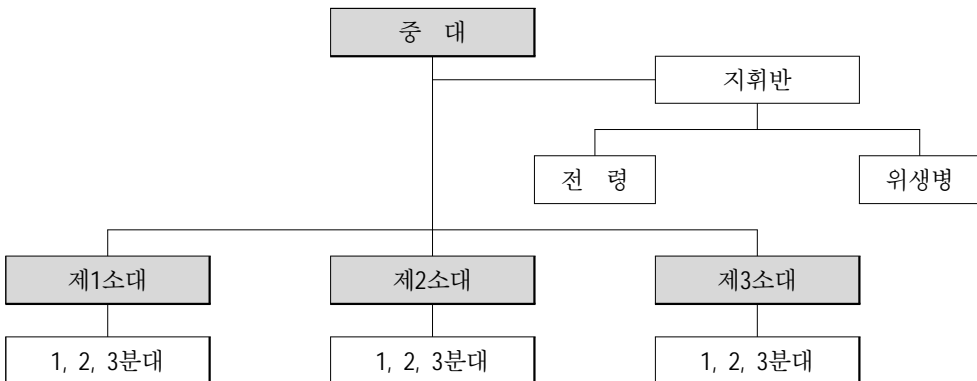 중 대
지휘반
전 령
위생병
제1소대
제2소대
제3소대
1, 2, 3분대
1, 2, 3분대
1, 2, 3분대